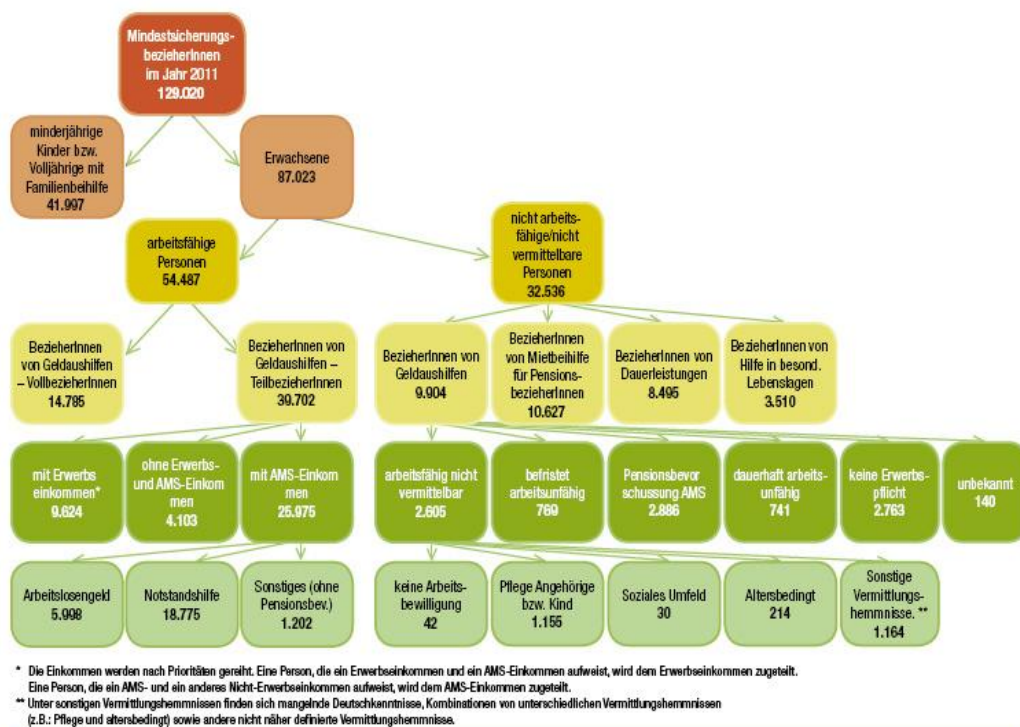 Mindestsicherungs-
bezieherInnen
im Jahr 2011
129.020
minderjährige
Kinder bzw.
Volljährige mit
Familienbeihilfe
41.997
Erwachsene
87.023
arbeitsfähige
Personen
54.487
nicht arbeits-
fähige/nicht
vermittelbare
Personen
32.536
BezieherInnen
von Geldaushilfen
– VollbezieherInnen
14.785
BezieherInnen von
Geldaushilfen –
TeilbezieherInnen
39.702
BezieherInnen von
Geldaushilfen
9.904
BezieherInnen
von Mietbeihilfe
für Pensions-
bezieherInnen
10.627
BezieherInnen von
Dauerleistungen
8.495
BezieherInnen von
Hilfe in besond.
Lebenslagen
3.510
mit Erwerbs
einkommen*
9.624
ohne Erwerbs-
und AMS-Einkom
men
4.103
mit AMS-Einkom
men
25.975
arbeitsfähig nicht
vermittelbar
2.605
befristet
arbeitsunfähig
769
Pensionsbevor
schussung AMS
2.886
dauerhaft arbeits-
unfähig
741
keine Erwerbs-
pflicht
2.763
unbekannt
140
Arbeitslosengeld
5.998
Notstandshilfe
18.775
Sonstiges (ohne
Pensionsbev.)
1.202
keine Arbeits-
bewilligung
42
Pflege Angehörige
bzw. Kind
1.155
Soziales Umfeld
30
Altersbedingt
214
Sonstige
Vermittlungs-
hemmnisse. **
1.164
* Die Einkommen werden nach Prioritäten gereiht. Eine Person, die ein Erwerbseinkommen und ein AMS-Einkommen aufweist, wird dem Erwerbseinkommen zugeteilt.
Eine Person, die ein AMS- und ein anderes Nicht-Erwerbseinkommen aufweist, wird dem AMS-Einkommen zugeteilt.
** Unter sonstigen Vermittlungshemmnissen finden sich mangelnde Deutschkenntnisse, Kombinationen von unterschiedlichen Vermittlungshemmnissen
(z.B.: Pflege und altersbedingt) sowie andere nicht näher definierte Vermittlungshemmnisse.